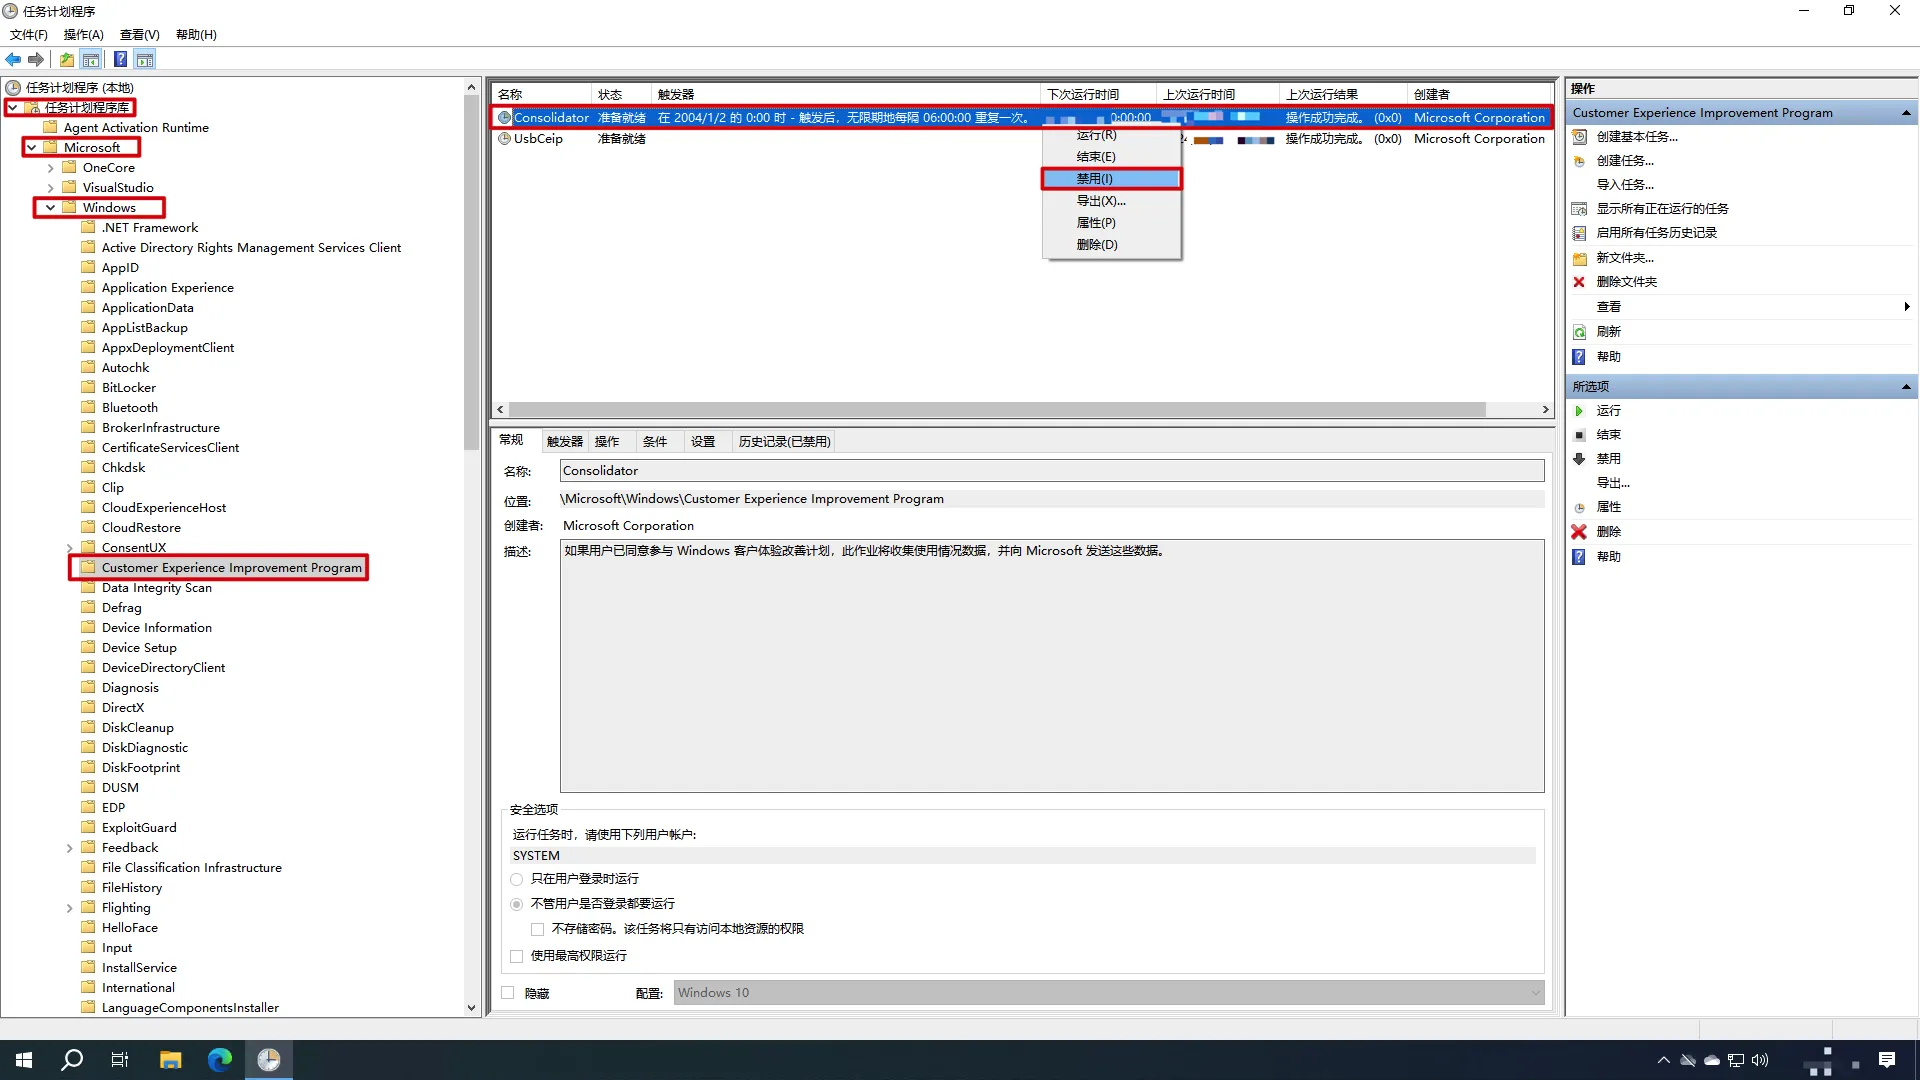 任务计划程序
文件(F) 操作(A) 查看(V) 帮助(H)
任务计划程序 (本地)
任务计划程序库
Agent Activation Runtime
Microsoft
OneCore
VisualStudio
Windows
.NET Framework
Active Directory Rights Management Services Client
AppID
Application Experience
ApplicationData
AppListBackup
AppxDeploymentClient
Autochk
BitLocker
Bluetooth
BrokerInfrastructure
CertificateServicesClient
Chkdsk
Clip
CloudExperienceHost
CloudRestore
ConsentUX
Customer Experience Improvement Program
Data Integrity Scan
Defrag
Device Information
Device Setup
DeviceDirectoryClient
Diagnosis
DirectX
DiskCleanup
DiskDiagnostic
DiskFootprint
DUSM
EDP
ExploitGuard
Feedback
File Classification Infrastructure
FileHistory
Flighting
HelloFace
Input
InstallService
International
LanguageComponentsInstaller
名称 状态 触发器 下次运行时间 上次运行时间 上次运行结果 创建者
Consolidator 准备就绪 在 2004/1/2 的 0:00 时 - 触发后，无限期地每隔 06:00:00 重复一次。 0:00:00 操作成功完成。 (0x0) Microsoft Corporation
UsbCeip 准备就绪 操作成功完成。 (0x0) Microsoft Corporation
运行(R)
结束(E)
禁用(I)
导出(X)...
属性(P)
删除(D)
常规 触发器 操作 条件 设置 历史记录(已禁用)
名称: Consolidator
位置: \Microsoft\Windows\Customer Experience Improvement Program
创建者: Microsoft Corporation
描述: 如果用户已同意参与 Windows 客户体验改善计划，此作业将收集使用情况数据，并向 Microsoft 发送这些数据。
安全选项
运行任务时，请使用下列用户帐户:
SYSTEM
只在用户登录时运行
不管用户是否登录都要运行
不存储密码。该任务将只有访问本地资源的权限
使用最高权限运行
隐藏 配置: Windows 10
操作
Customer Experience Improvement Program
创建基本任务...
创建任务...
导入任务...
显示所有正在运行的任务
启用所有任务历史记录
新文件夹...
删除文件夹
查看
刷新
帮助
所选项
运行
结束
禁用
导出...
属性
删除
帮助